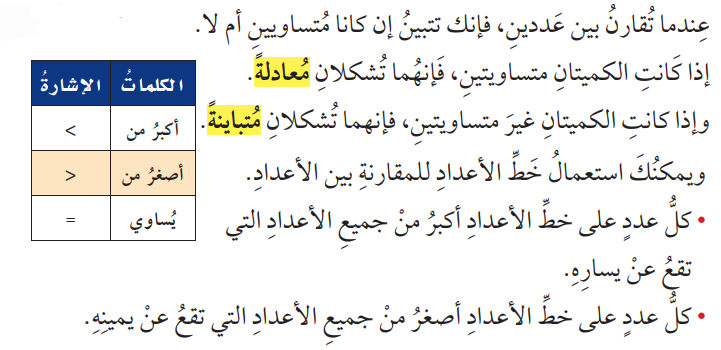 عِندما تُقارنُ بين عَددينِ، فإنك تتبينُ إن كانا مُتساويينِ أم لا.
إذا كَانتِ الكميتانِ متساويتينِ، فَإنهُما تُشكلانِ مُعادلةً.
وإذا كانتِ الكميتانِ غيرَ متساويتينِ، فإنهما تُشكلانِ مُتباينةً.
ويمكنُكَ استعمالُ خَطِّ الأعدادِ للمقارنةِ بين الأعدادِ.
• كلُّ عددٍ على خطِّ الأعدادِ أكبرُ منْ جميعِ الأعدادِ التي
تقعُ عنْ يسارِهِ.
• كلُّ عددٍ على خطِّ الأعدادِ أصغرُ منْ جميعِ الأعدادِ التي تقعُ عنْ يمينِهِ.
الكلماتُ الإشارةُ
أكبرُ من >
أصغرُ من <
يُساوي =